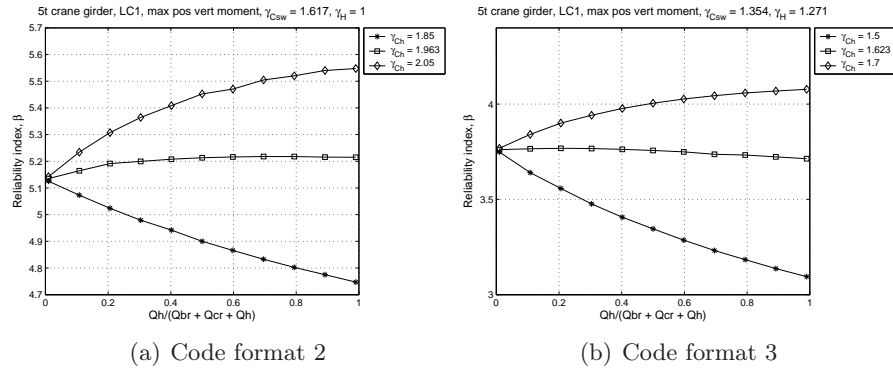 5t crane girder, LC1, max pos vert moment, γCsw = 1.617, γH = 1
γCh = 1.85
γCh = 1.963
γCh = 2.05
5.7
5.6
5.5
5.4
5.3
5.2
5.1
5
4.9
4.8
4.7
Reliability index, β
0
0.2
0.4
0.6
0.8
1
Qh/(Qbr + Qcr + Qh)
(a) Code format 2
5t crane girder, LC1, max pos vert moment, γCsw = 1.354, γH = 1.271
γCh = 1.5
γCh = 1.623
γCh = 1.7
4
3.5
3
Reliability index, β
0
0.2
0.4
0.6
0.8
1
Qh/(Qbr + Qcr + Qh)
(b) Code format 3